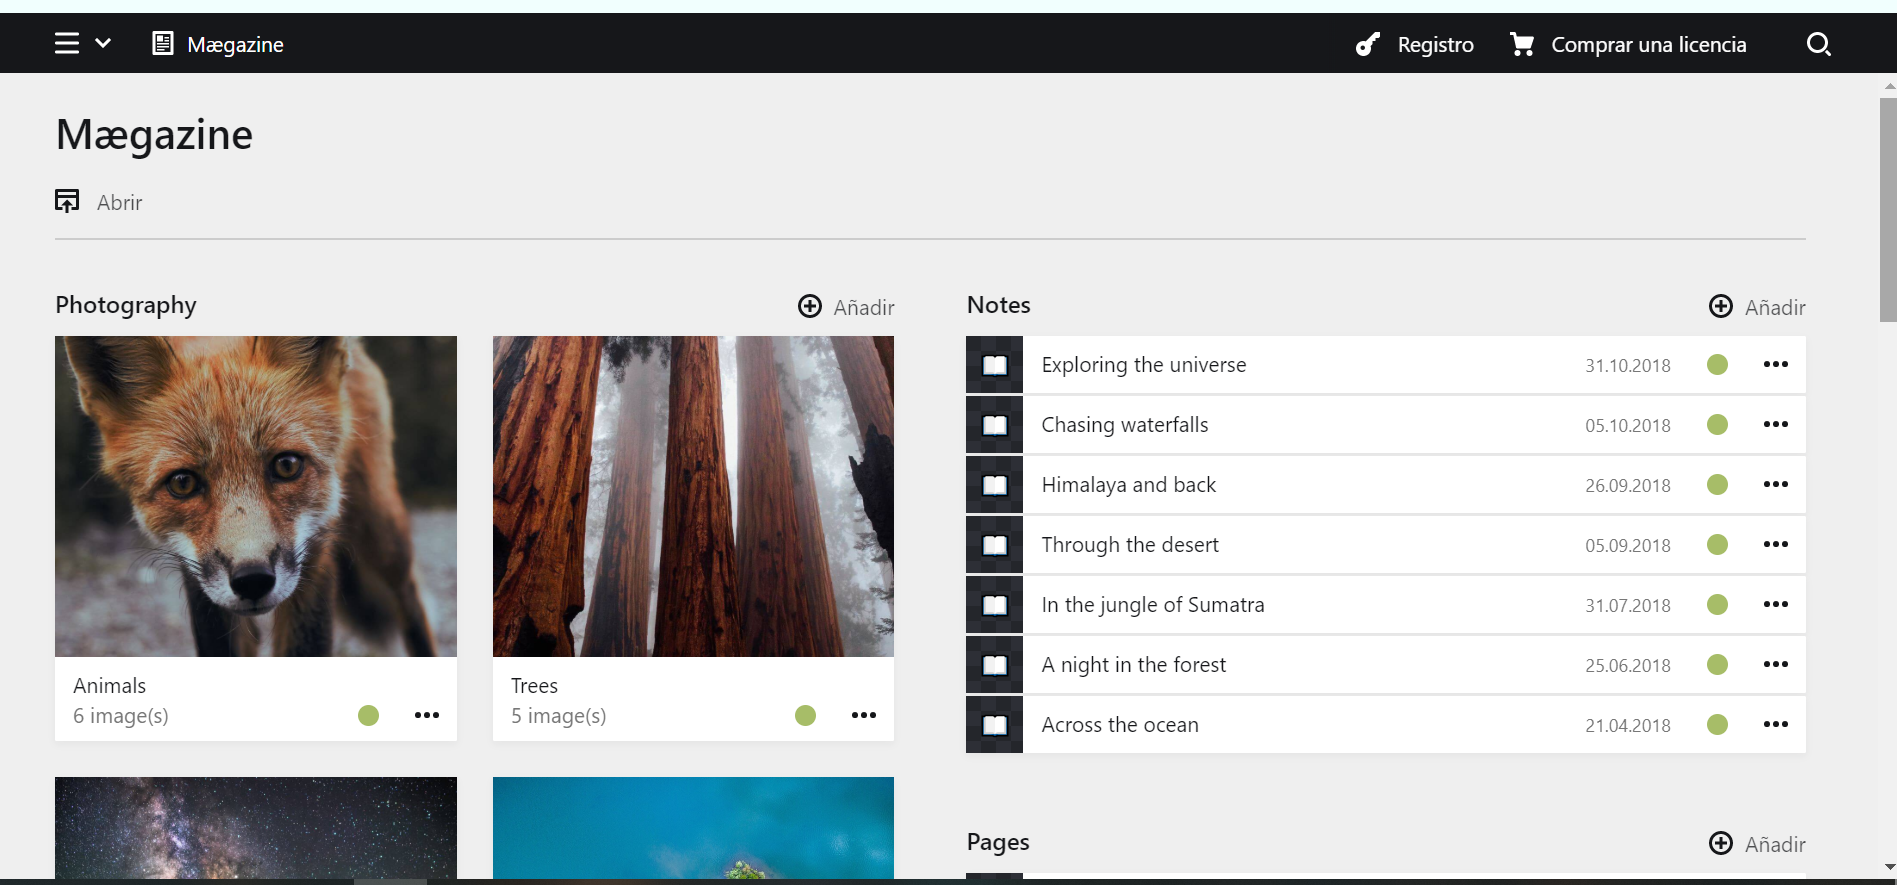 Mægazine
Registro
Comprar una licencia
Mægazine
Abrir
Photography
Añadir
Animals
6 image(s)
Trees
5 image(s)
Notes
Añadir
Exploring the universe 31.10.2018
Chasing waterfalls 05.10.2018
Himalaya and back 26.09.2018
Through the desert 05.09.2018
In the jungle of Sumatra 31.07.2018
A night in the forest 25.06.2018
Across the ocean 21.04.2018
Pages
Añadir